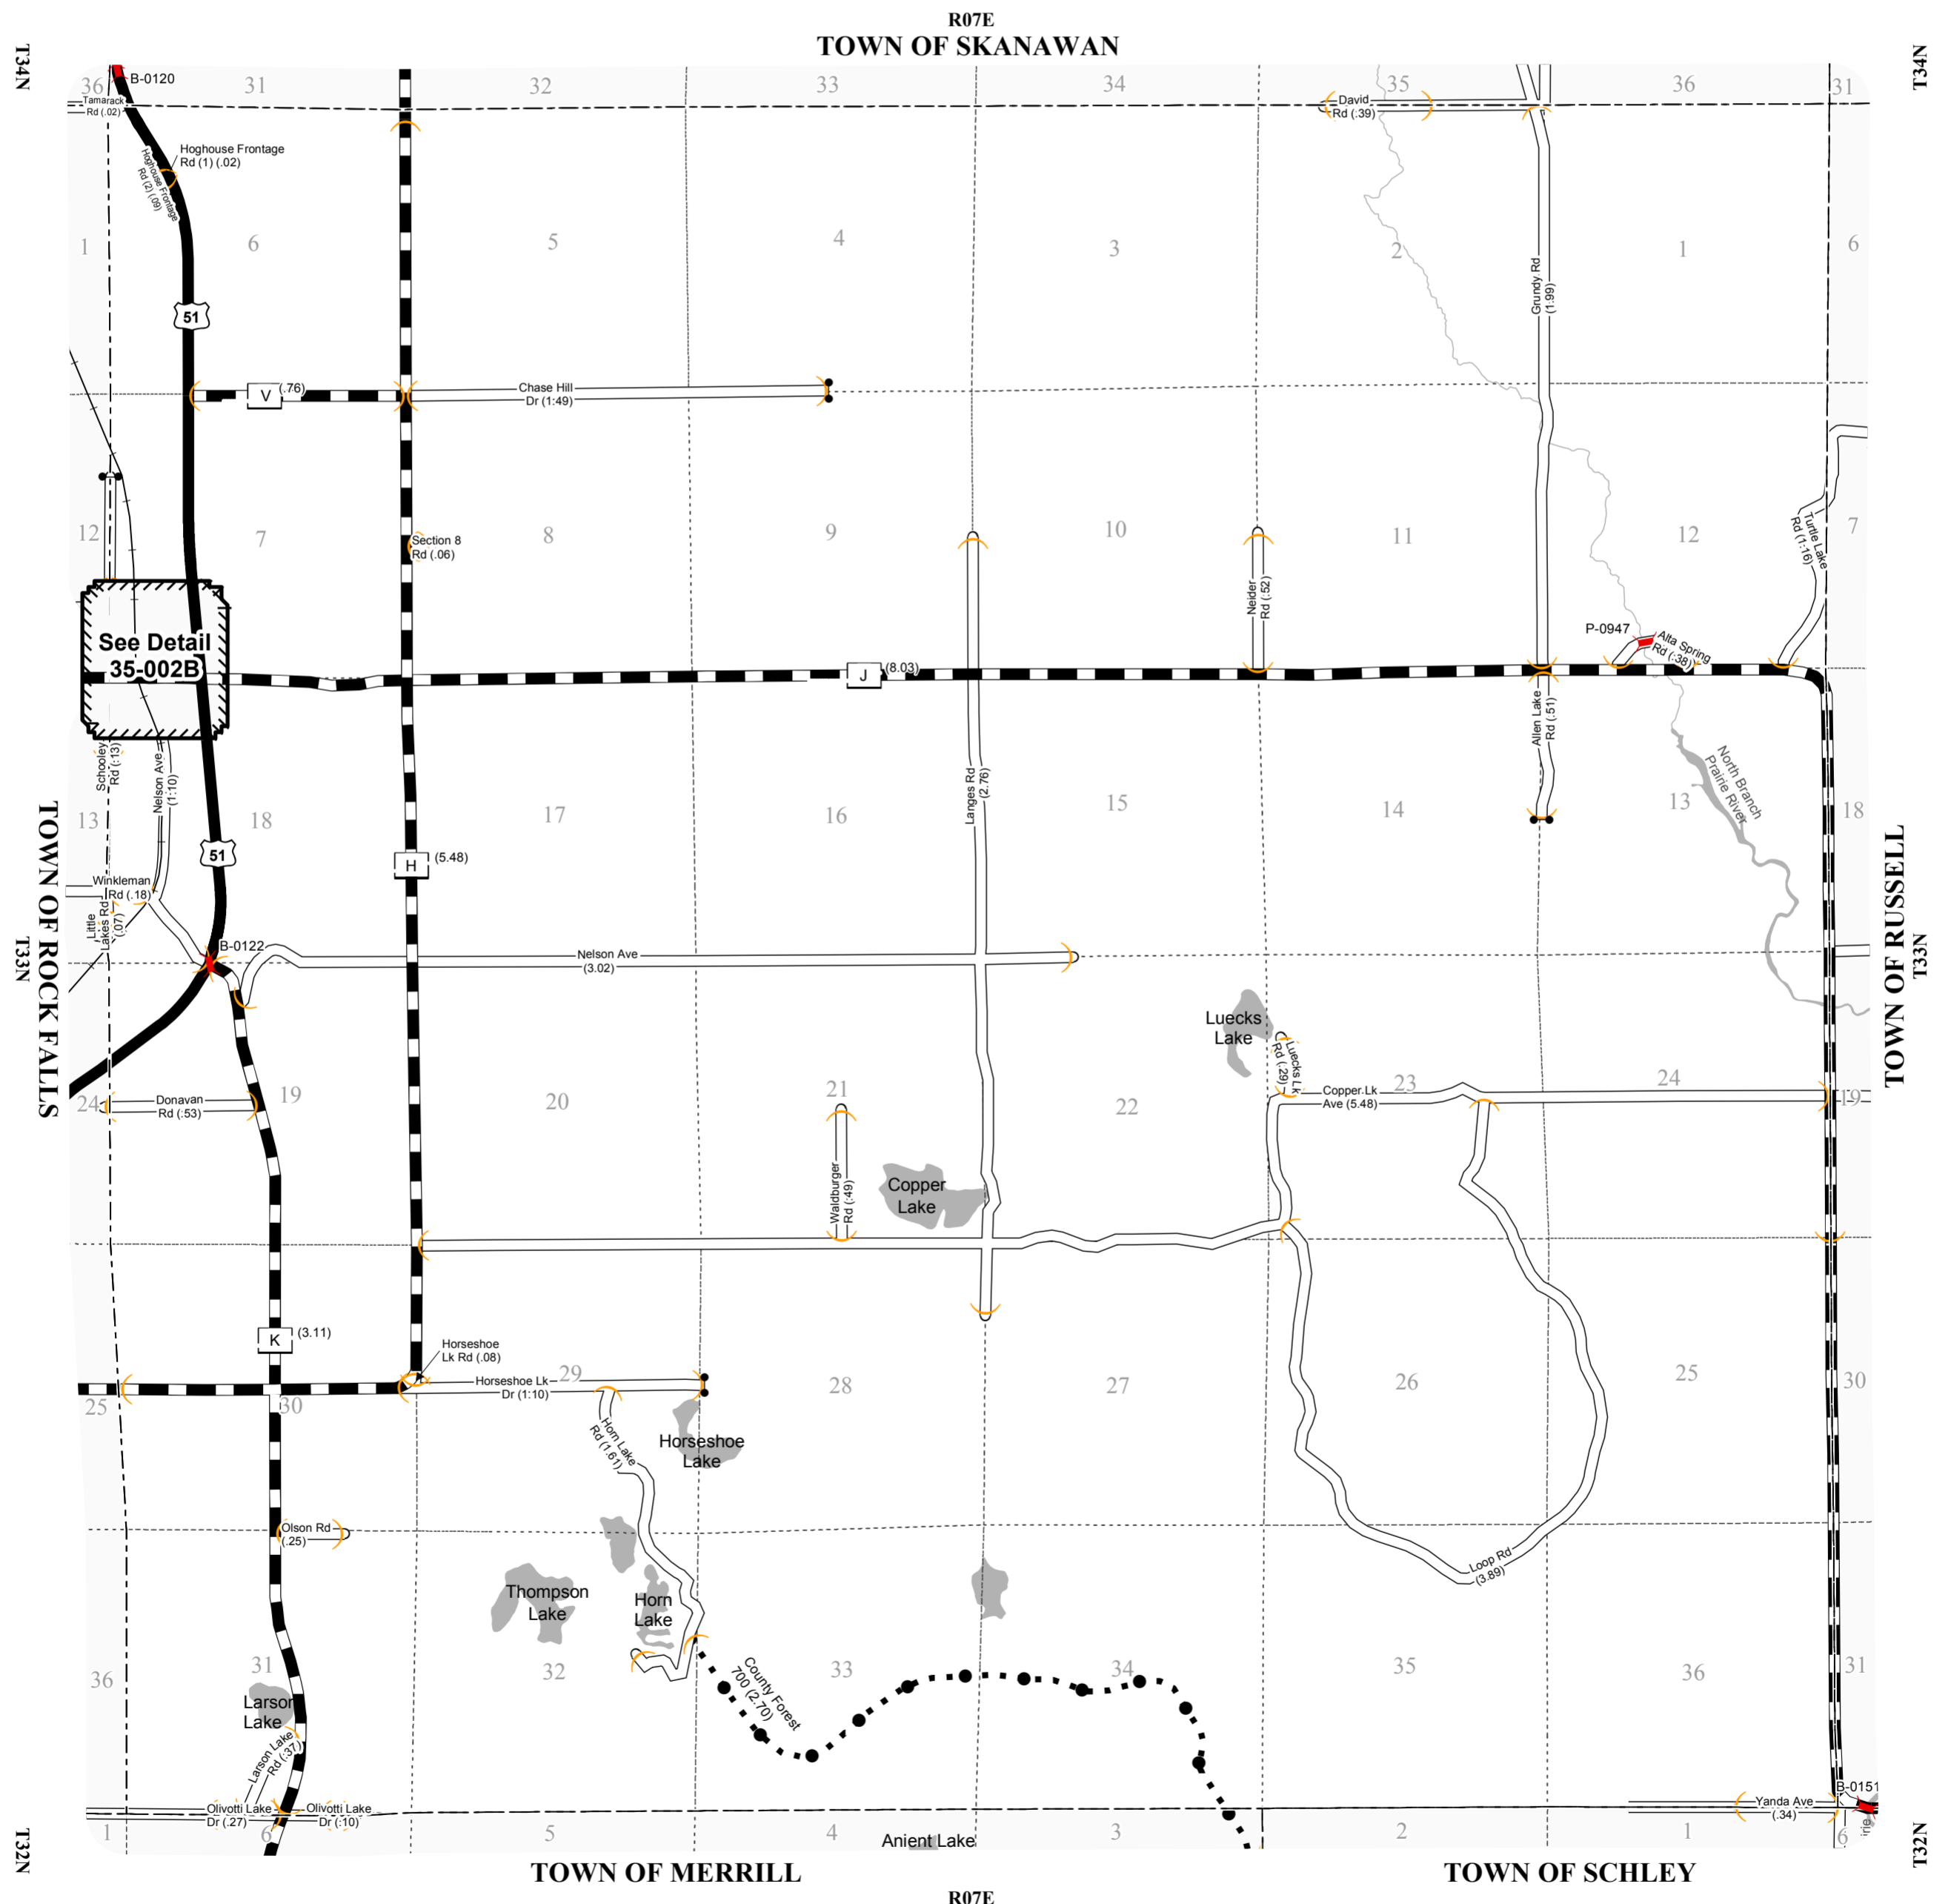 R07E
TOWN OF SKANAWAN
T34N
T34N
36
31
32
33
34
35
36
31
B-0120
Tamarack
Rd (.02)
David
Rd (.39)
Hoghouse Frontage
Rd (1) (.02)
Hoghouse Frontage
Rd (2) (.09)
1
6
5
4
3
2
1
6
Grundy Rd
(1.99)
51
V
(.76)
Chase Hill
Dr (1:49)
12
7
8
9
10
11
12
7
Section 8
Rd (.06)
Neider
Rd (:52)
Turtle Lake
Rd (1:16)
See Detail
35-002B
P-0947
Alta Spring
Rd (.38)
J
(8.03)
Allen Lake
Rd (.51)
Schooley
Rd (:13)
Nelson Ave
(1:10)
Langes Rd
(2.76)
North Branch
Prairie River
13
18
17
16
15
14
13
18
51
H
(5.48)
TOWN OF ROCK FALLS
TOWN OF RUSSELL
Winkleman
Rd (.18)
Little
Lakes Rd
(.07)
T33N
T33N
B-0122
Nelson Ave
(3.02)
Luecks
Lake
Luecks Lk
Rd (.29)
Copper Lk
Ave (5.48)
24
19
20
21
22
23
24
19
Donavan
Rd (:53)
Waldburger
Rd (:49)
Copper
Lake
K
(3.11)
Horseshoe
Lk Rd (.08)
Horseshoe Lk
Dr (1:10)
25
30
29
28
27
26
25
30
Horn Lake
Rd (1.61)
Horseshoe
Lake
Olson Rd
(.25)
Loop Rd
(3.89)
Thompson
Lake
Horn
Lake
36
31
32
33
34
35
36
31
County Forest
700 (2.70)
Larson
Lake
Larson Lake
Rd (:37)
B-0151
Olivotti Lake
Dr (.27)
Olivotti Lake
Dr (:10)
Yanda Ave
(.34)
1
6
5
4
3
2
1
6
Anient Lake
rie
T32N
T32N
TOWN OF MERRILL
TOWN OF SCHLEY
R07E